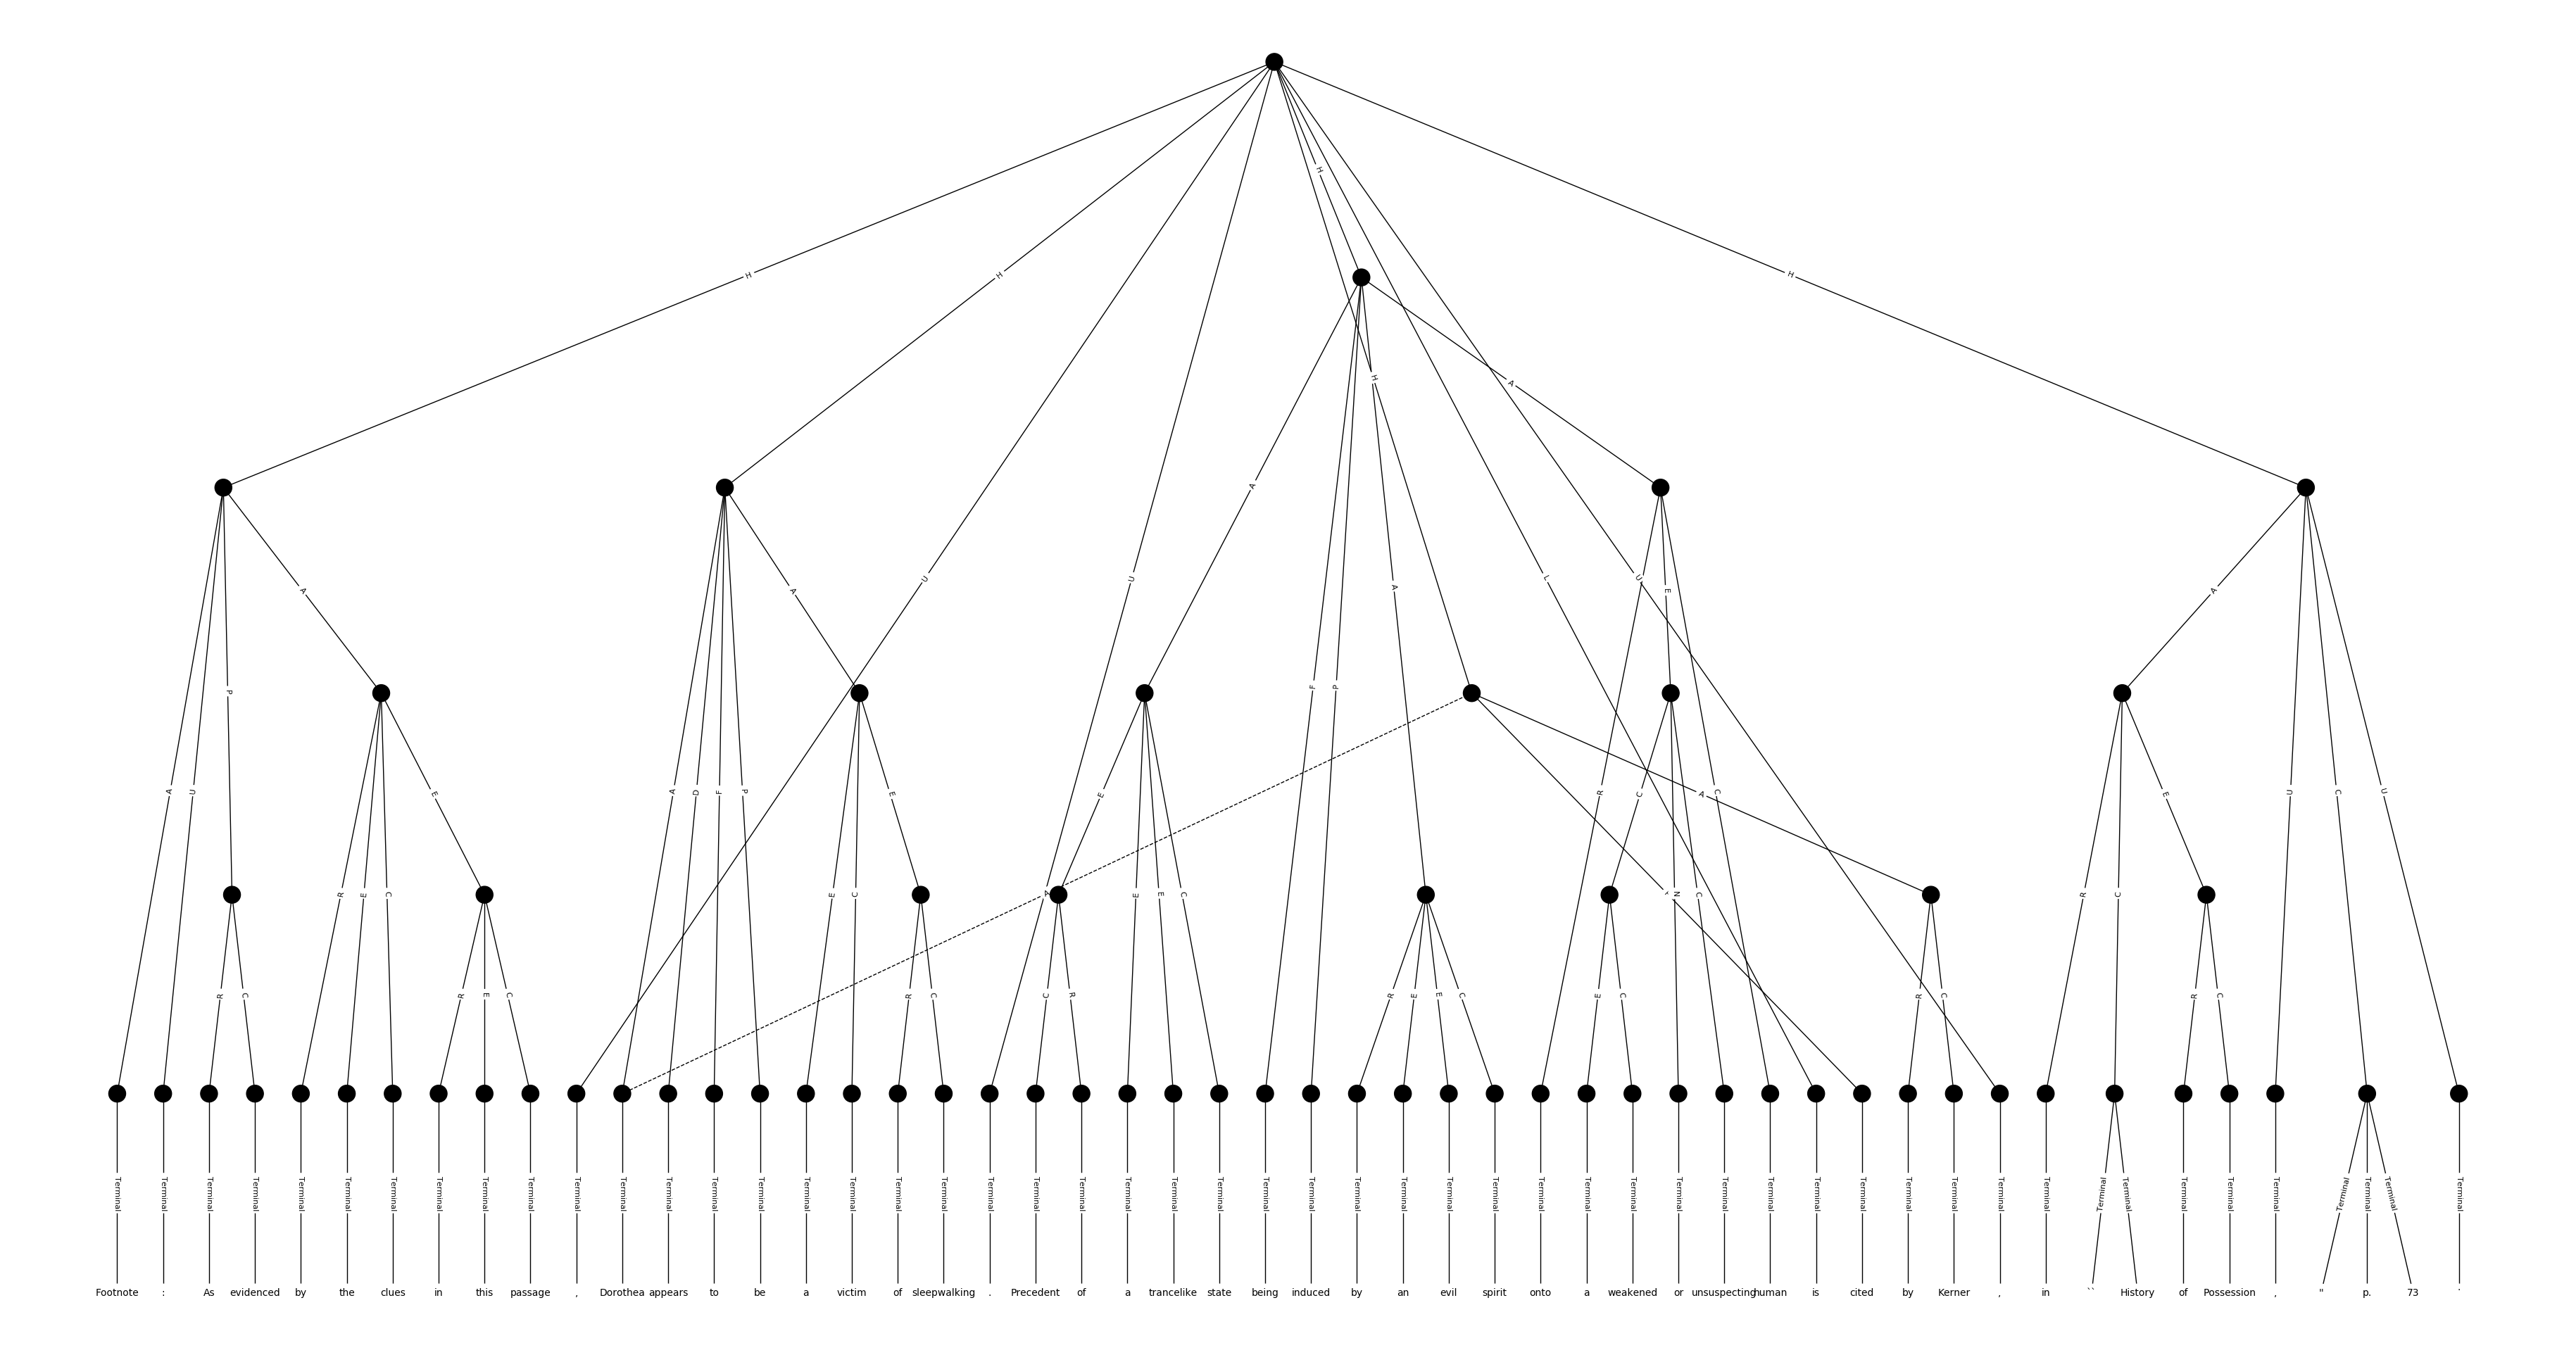 H H H H H
A A
U U L U E A
P A D F P A E F P A
A U R E C E A E C E E E C R C A C A R C E U C U
R C R E C R C C R R E E C E C N C R C R C
Terminal Terminal Terminal Terminal Terminal Terminal Terminal Terminal Terminal Terminal Terminal Terminal Terminal Terminal Terminal Terminal Terminal Terminal Terminal Terminal Terminal Terminal Terminal Terminal Terminal Terminal Terminal Terminal Terminal Terminal Terminal Terminal Terminal Terminal Terminal Terminal Terminal Terminal Terminal Terminal Terminal Terminal Terminal Terminal Terminal Terminal Terminal Terminal Terminal Terminal Terminal Terminal
Footnote : As evidenced by the clues in this passage , Dorothea appears to be a victim of sleepwalking . Precedent of a trancelike state being induced by an evil spirit onto a weakened or unsuspecting human is cited by Kerner , in `` History of Possession , " p. 73